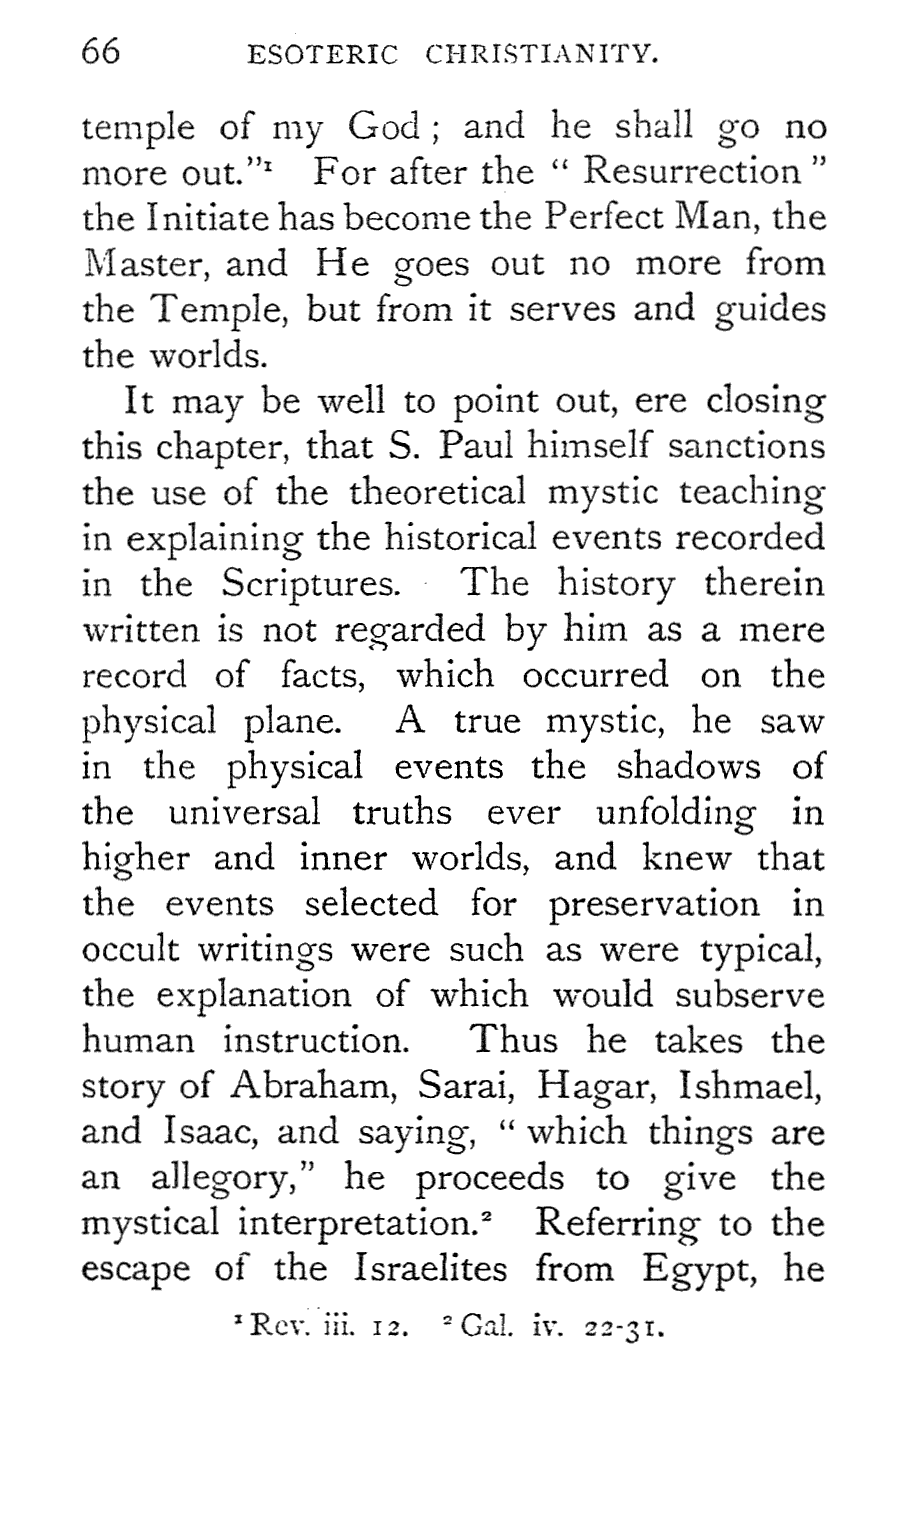 66 ESOTERIC CHRISTIANITY.
temple of my God ; and he shall go no
more out."¹ For after the " Resurrection "
the Initiate has become the Perfect Man, the
Master, and He goes out no more from
the Temple, but from it serves and guides
the worlds.
It may be well to point out, ere closing
this chapter, that S. Paul himself sanctions
the use of the theoretical mystic teaching
in explaining the historical events recorded
in the Scriptures. The history therein
written is not regarded by him as a mere
record of facts, which occurred on the
physical plane. A true mystic, he saw
in the physical events the shadows of
the universal truths ever unfolding in
higher and inner worlds, and knew that
the events selected for preservation in
occult writings were such as were typical,
the explanation of which would subserve
human instruction. Thus he takes the
story of Abraham, Sarai, Hagar, Ishmael,
and Isaac, and saying, " which things are
an allegory," he proceeds to give the
mystical interpretation.² Referring to the
escape of the Israelites from Egypt, he
¹ Rev. iii. 12. ² Gal. iv. 22-31.